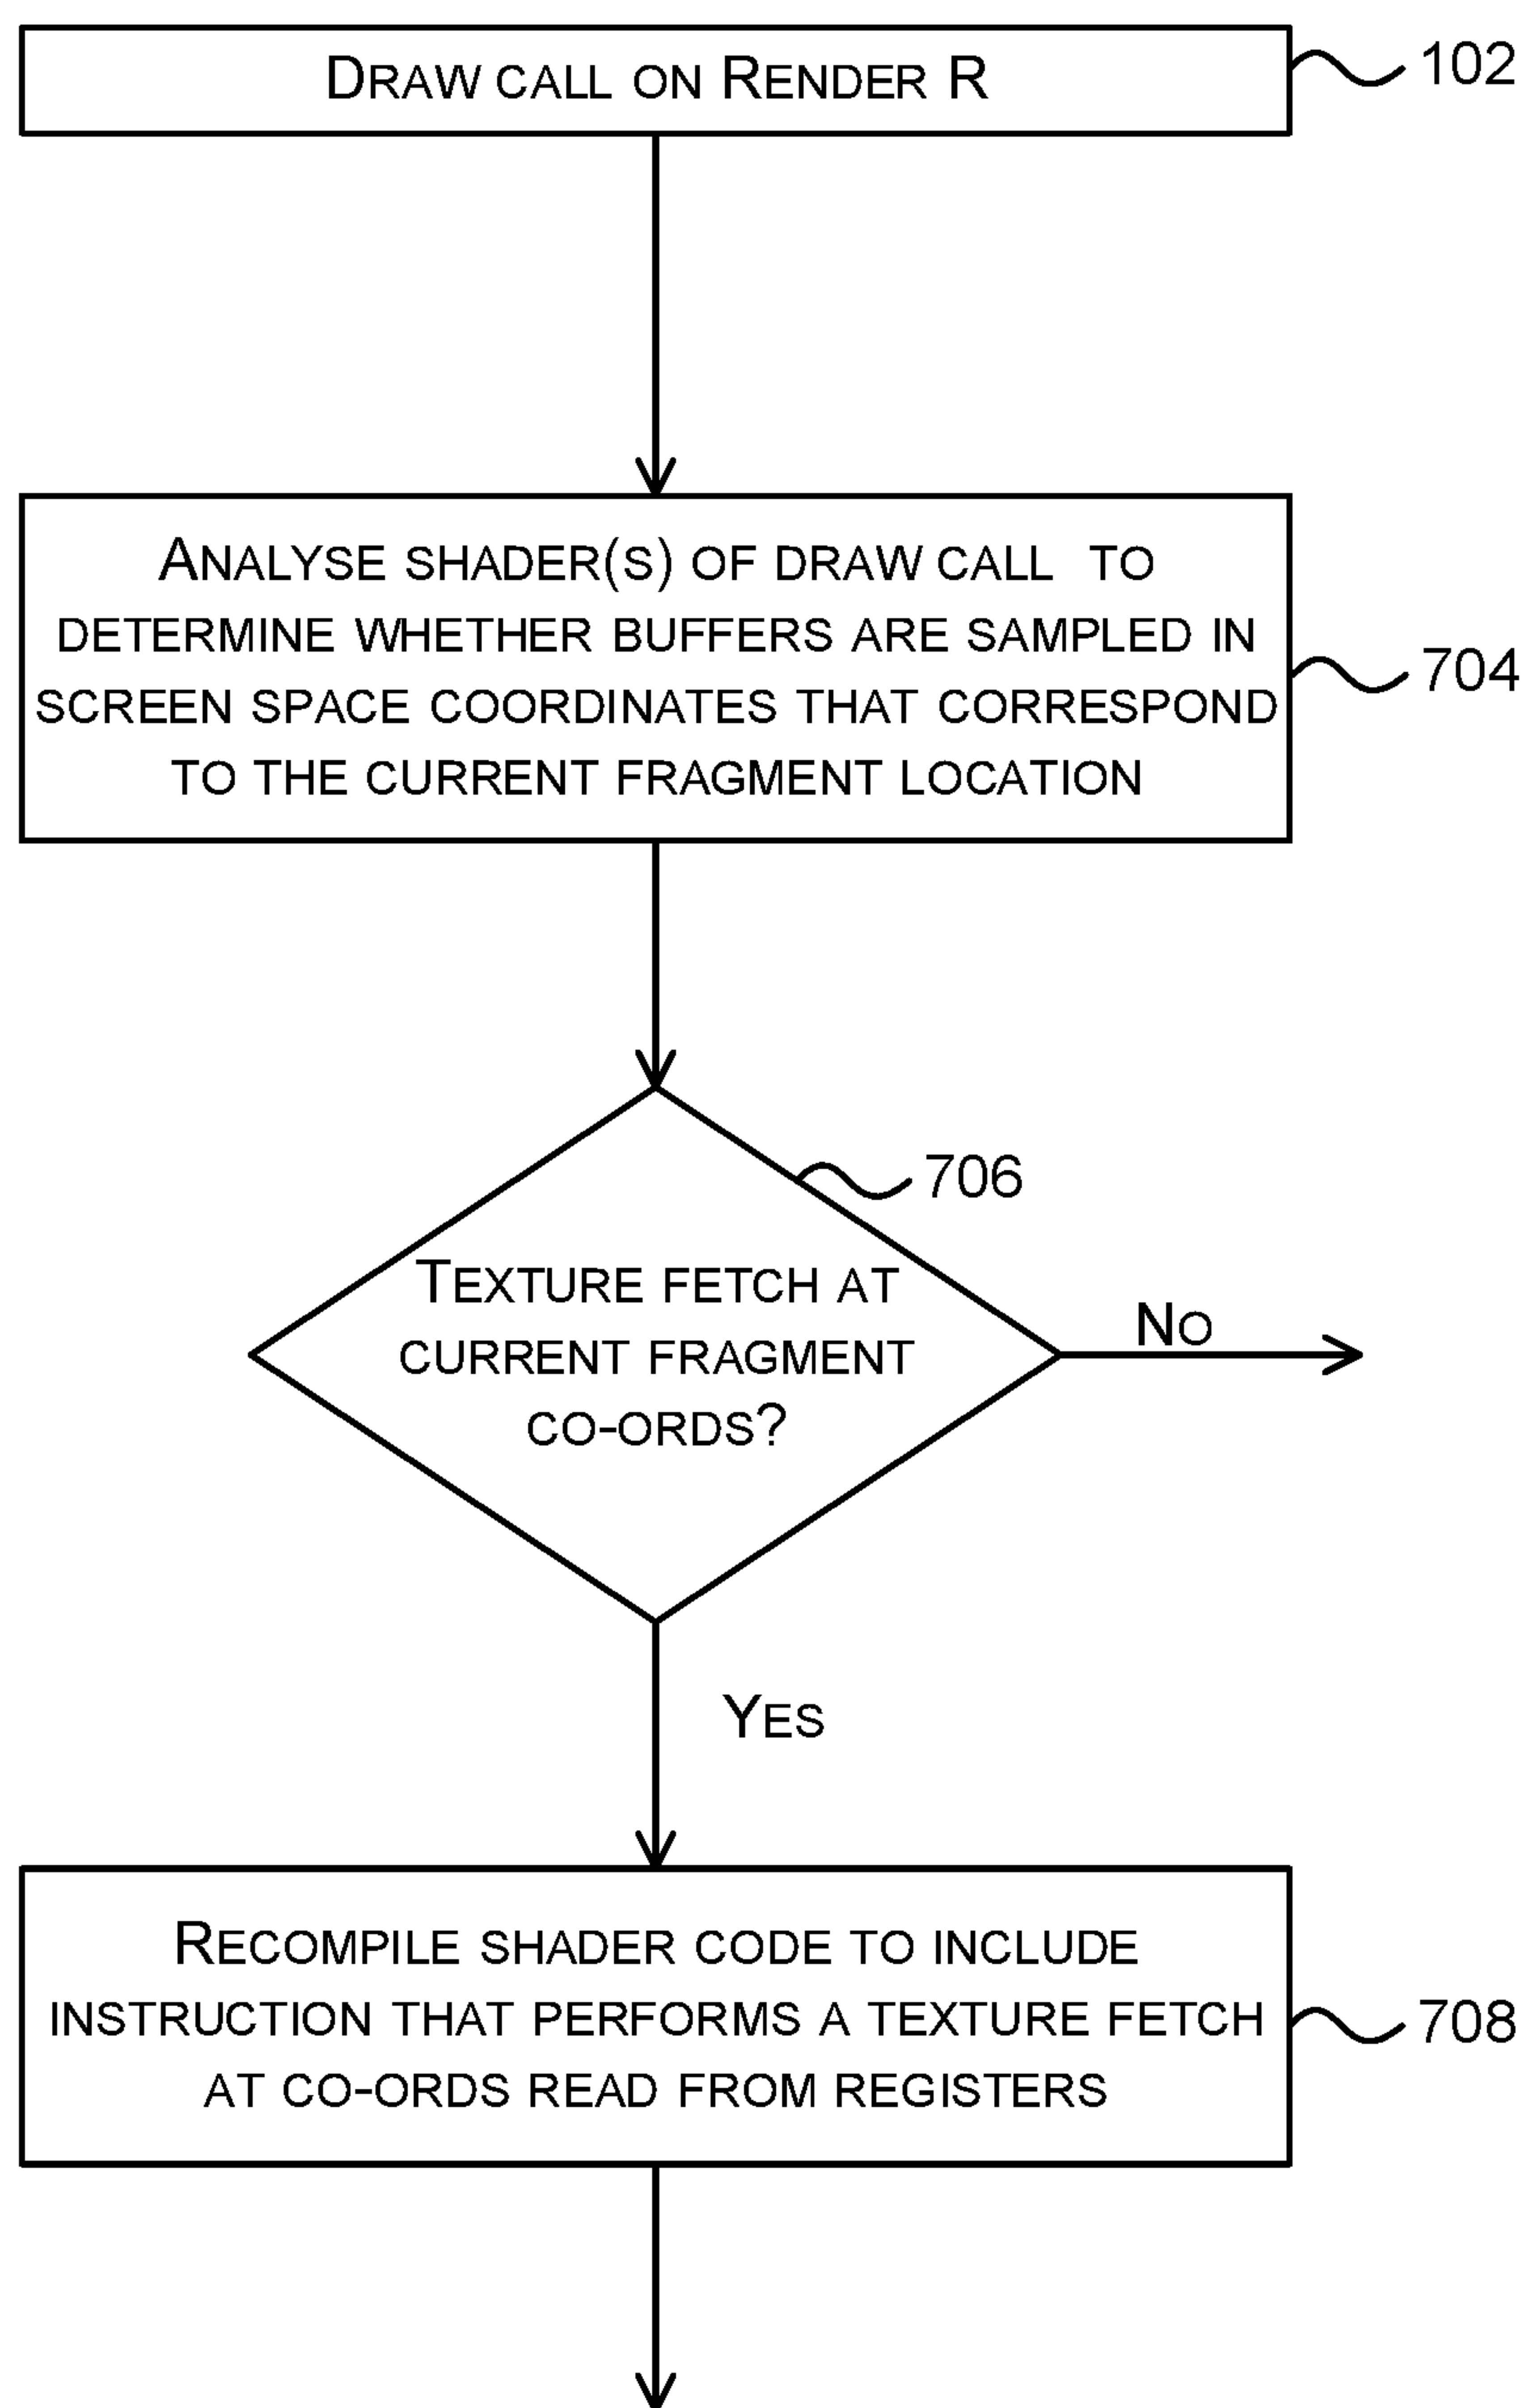 DRAW CALL ON RENDER R
102
ANALYSE SHADER(S) OF DRAW CALL TO
DETERMINE WHETHER BUFFERS ARE SAMPLED IN
SCREEN SPACE COORDINATES THAT CORRESPOND
TO THE CURRENT FRAGMENT LOCATION
704
706
TEXTURE FETCH AT
CURRENT FRAGMENT
CO-ORDS?
NO
YES
RECOMPILE SHADER CODE TO INCLUDE
INSTRUCTION THAT PERFORMS A TEXTURE FETCH
AT CO-ORDS READ FROM REGISTERS
708